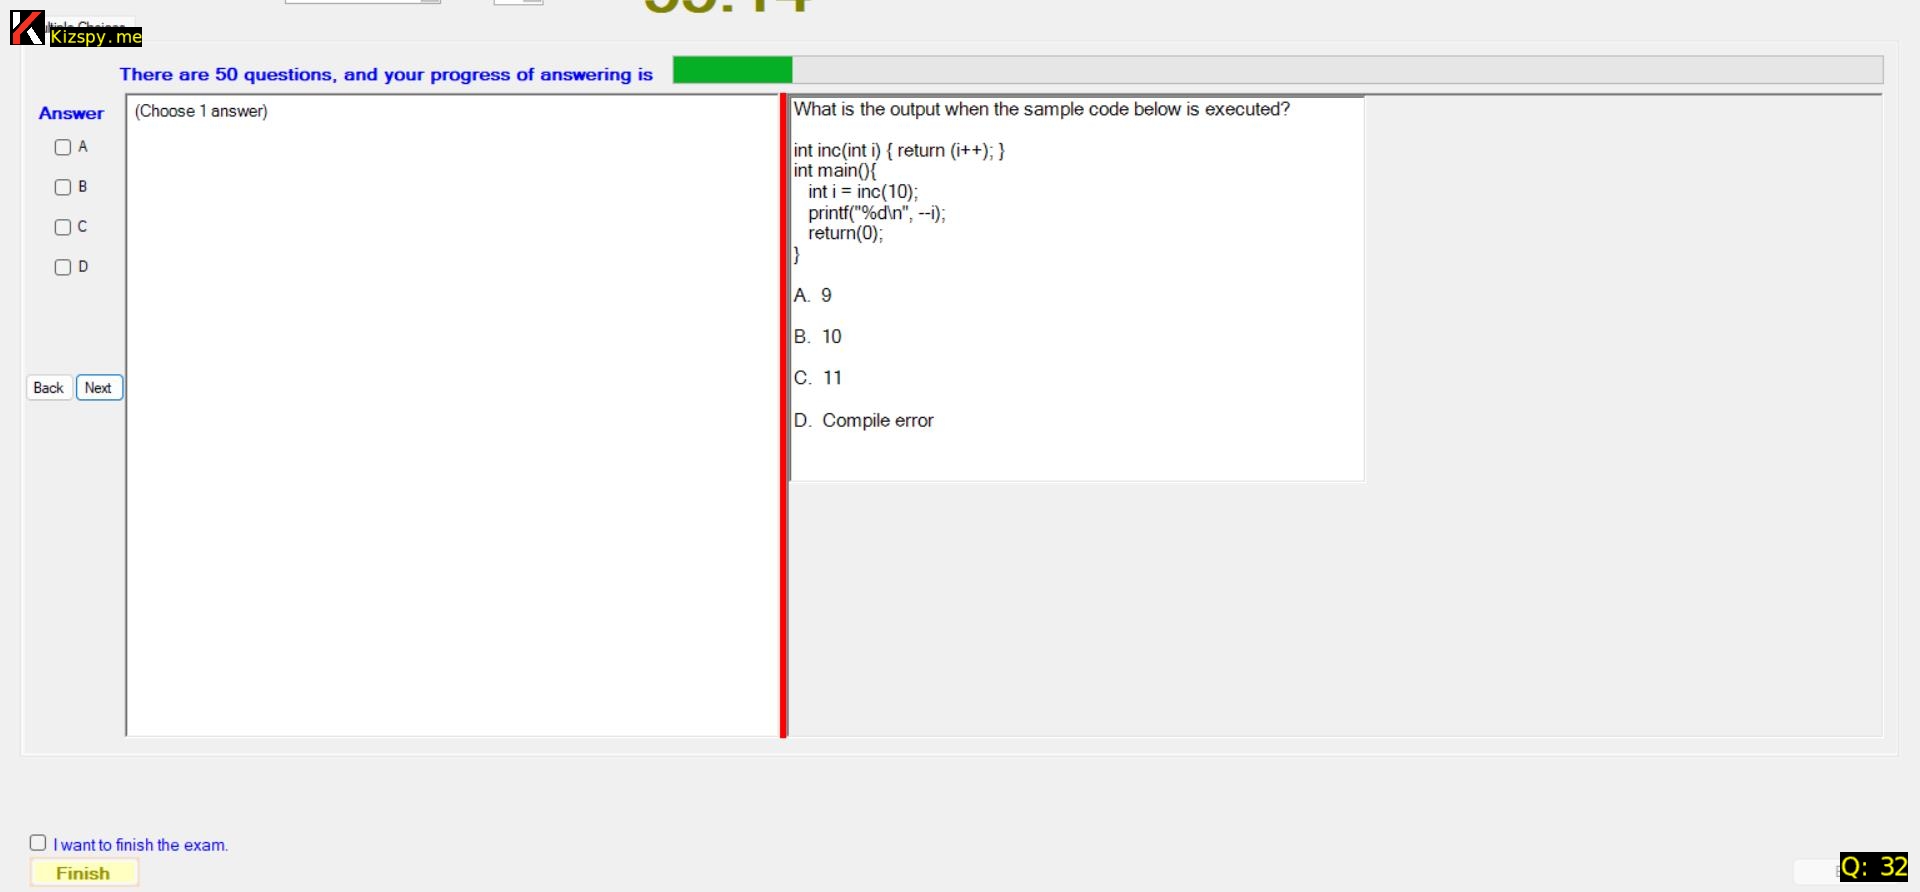 Kizspy.me
There are 50 questions, and your progress of answering is
Answer
(Choose 1 answer)
A
B
C
D
Back
Next
What is the output when the sample code below is executed?
int inc(int i) { return (i++); }
int main(){
int i = inc(10);
printf("%d\n", --i);
return(0);
}
A. 9
B. 10
C. 11
D. Compile error
I want to finish the exam.
Finish
Q: 32